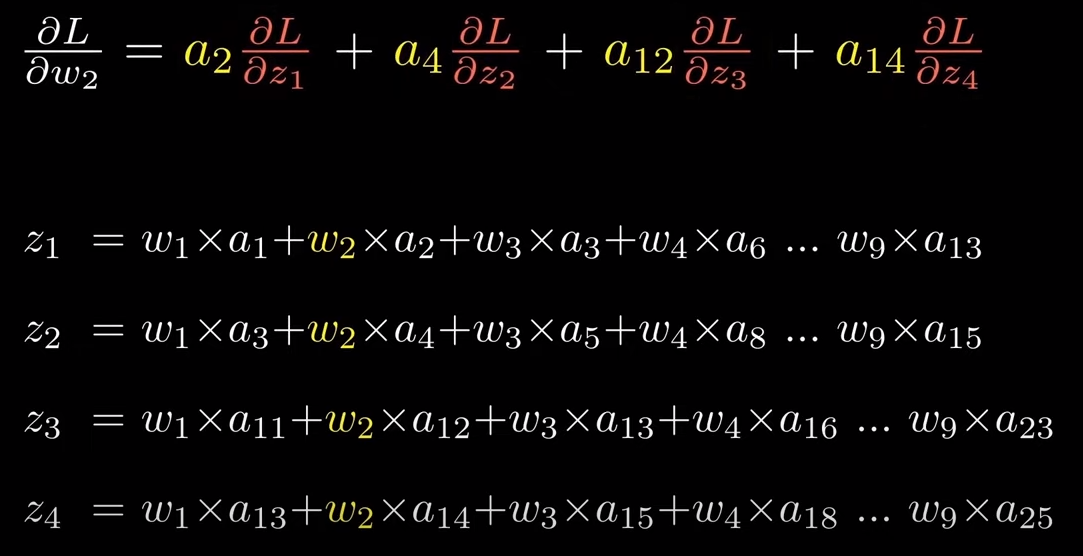 ∂L/∂w₂ = a₂ ∂L/∂z₁ + a₄ ∂L/∂z₂ + a₁₂ ∂L/∂z₃ + a₁₄ ∂L/∂z₄
z₁ = w₁×a₁+w₂×a₂+w₃×a₃+w₄×a₆ ... w₉×a₁₃
z₂ = w₁×a₃+w₂×a₄+w₃×a₅+w₄×a₈ ... w₉×a₁₅
z₃ = w₁×a₁₁+w₂×a₁₂+w₃×a₁₃+w₄×a₁₆ ... w₉×a₂₃
z₄ = w₁×a₁₃+w₂×a₁₄+w₃×a₁₅+w₄×a₁₈ ... w₉×a₂₅